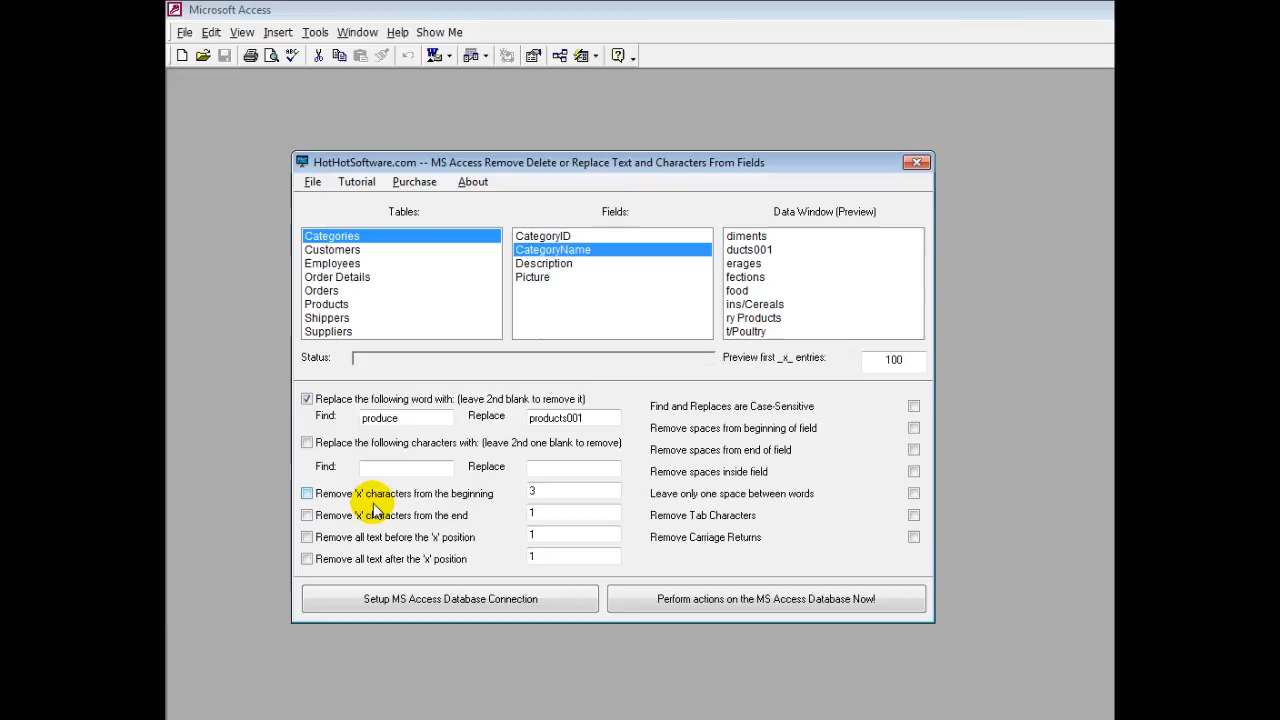 Microsoft Access
File Edit View Insert Tools Window Help Show Me
HotHotSoftware.com -- MS Access Remove Delete or Replace Text and Characters From Fields
File Tutorial Purchase About
Tables: Fields: Data Window (Preview)
Categories CategoryID diments
Customers CategoryName ducts001
Employees Description erages
Order Details Picture fections
Orders food
Products ins/Cereals
Shippers ry Products
Suppliers t/Poultry
Status: Preview first _x_ entries: 100
Replace the following word with: (leave 2nd blank to remove it)
Find: produce Replace products001
Replace the following characters with: (leave 2nd one blank to remove)
Find: Replace
Remove 'x' characters from the beginning 3
Remove 'x' characters from the end 1
Remove all text before the 'x' position 1
Remove all text after the 'x' position 1
Find and Replaces are Case-Sensitive
Remove spaces from beginning of field
Remove spaces from end of field
Remove spaces inside field
Leave only one space between words
Remove Tab Characters
Remove Carriage Returns
Setup MS Access Database Connection Perform actions on the MS Access Database Now!